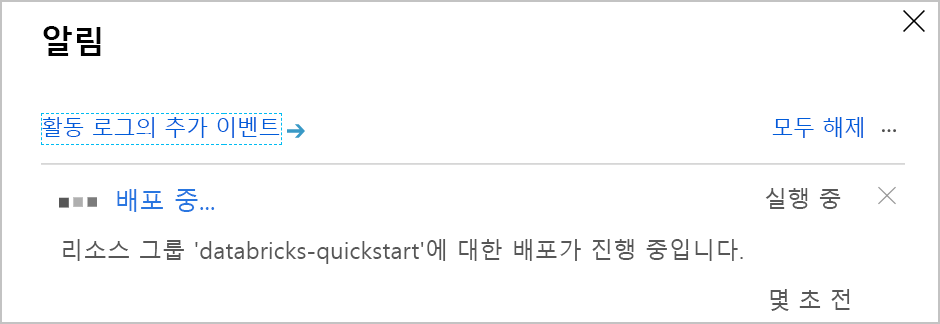 알림
활동 로그의 추가 이벤트
모두 해제 ...
배포 중... 실행 중
리소스 그룹 'databricks-quickstart'에 대한 배포가 진행 중입니다.
몇 초 전